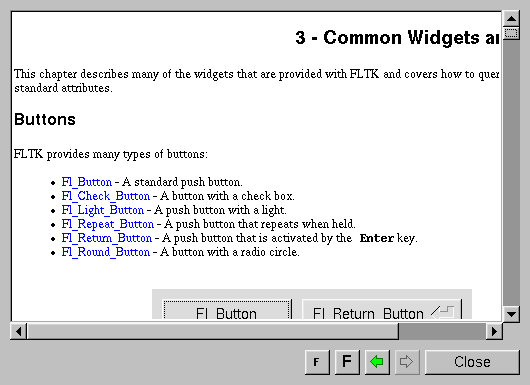 3 - Common Widgets
This chapter describes many of the widgets that are provided with FLTK and covers how to
standard attributes.
Buttons
FLTK provides many types of buttons:
Fl_Button - A standard push button.
Fl_Check_Button - A button with a check box.
Fl_Light_Button - A push button with a light.
Fl_Repeat_Button - A push button that repeats when held.
Fl_Return_Button - A push button that is activated by the Enter key.
Fl_Round_Button - A button with a radio circle.
Fl_Button Fl_Return_Button
F F Close